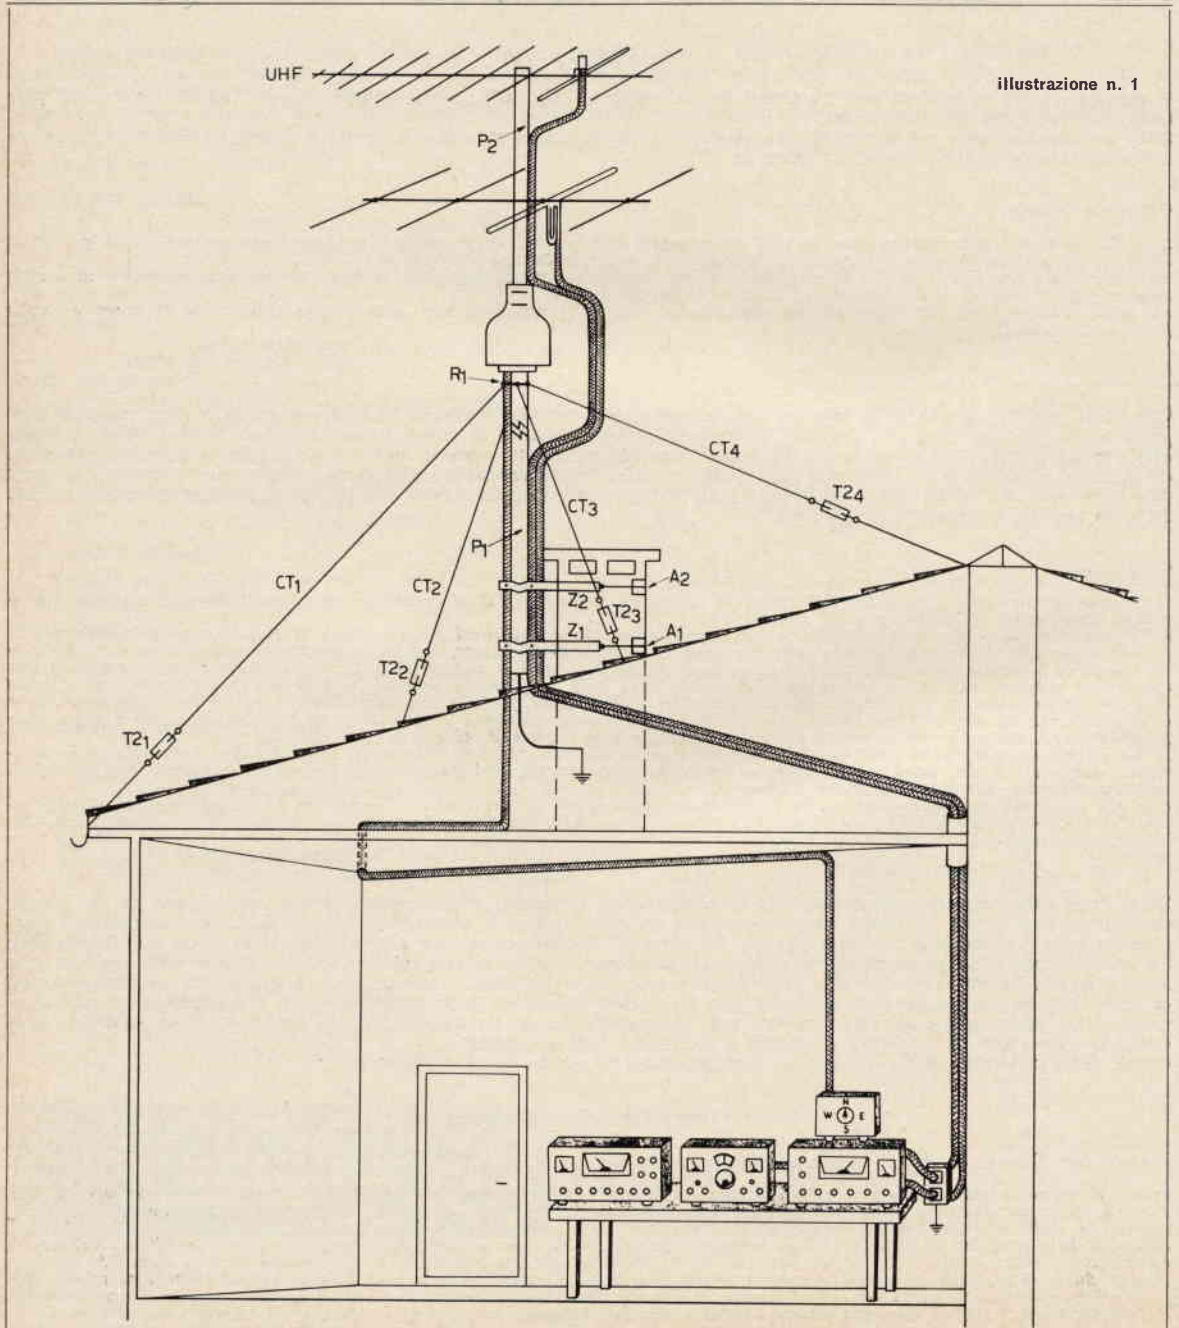 UHF
illustrazione n. 1
P2
R1
CT4
T24
CT3
P1
A2
CT1
CT2
Z2
T23
Z1
A1
T22
T21
N
W E
S